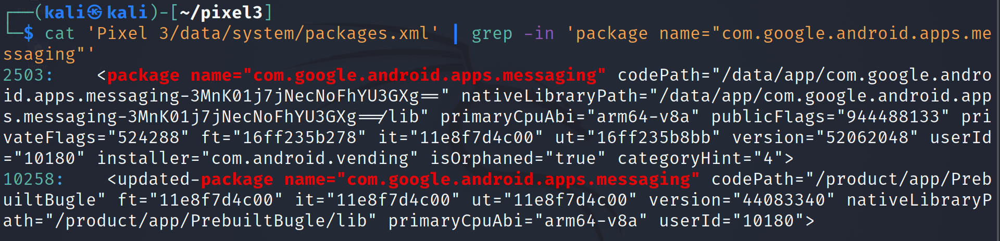 ┌──(kali㉿kali)-[~/pixel3]
└─$ cat 'Pixel 3/data/system/packages.xml' | grep -in 'package name="com.google.android.apps.me
ssaging"'
2503:    <package name="com.google.android.apps.messaging" codePath="/data/app/com.google.andro
id.apps.messaging-3MnK01j7jNecNoFhYU3GXg==" nativeLibraryPath="/data/app/com.google.android.app
s.messaging-3MnK01j7jNecNoFhYU3GXg==/lib" primaryCpuAbi="arm64-v8a" publicFlags="944488133" pri
vateFlags="524288" ft="16ff235b278" it="11e8f7d4c00" ut="16ff235b8bb" version="52062048" userId
="10180" installer="com.android.vending" isOrphaned="true" categoryHint="4">
10258:    <updated-package name="com.google.android.apps.messaging" codePath="/product/app/Preb
uiltBugle" ft="11e8f7d4c00" it="11e8f7d4c00" ut="11e8f7d4c00" version="44083340" nativeLibraryP
ath="/product/app/PrebuiltBugle/lib" primaryCpuAbi="arm64-v8a" userId="10180">